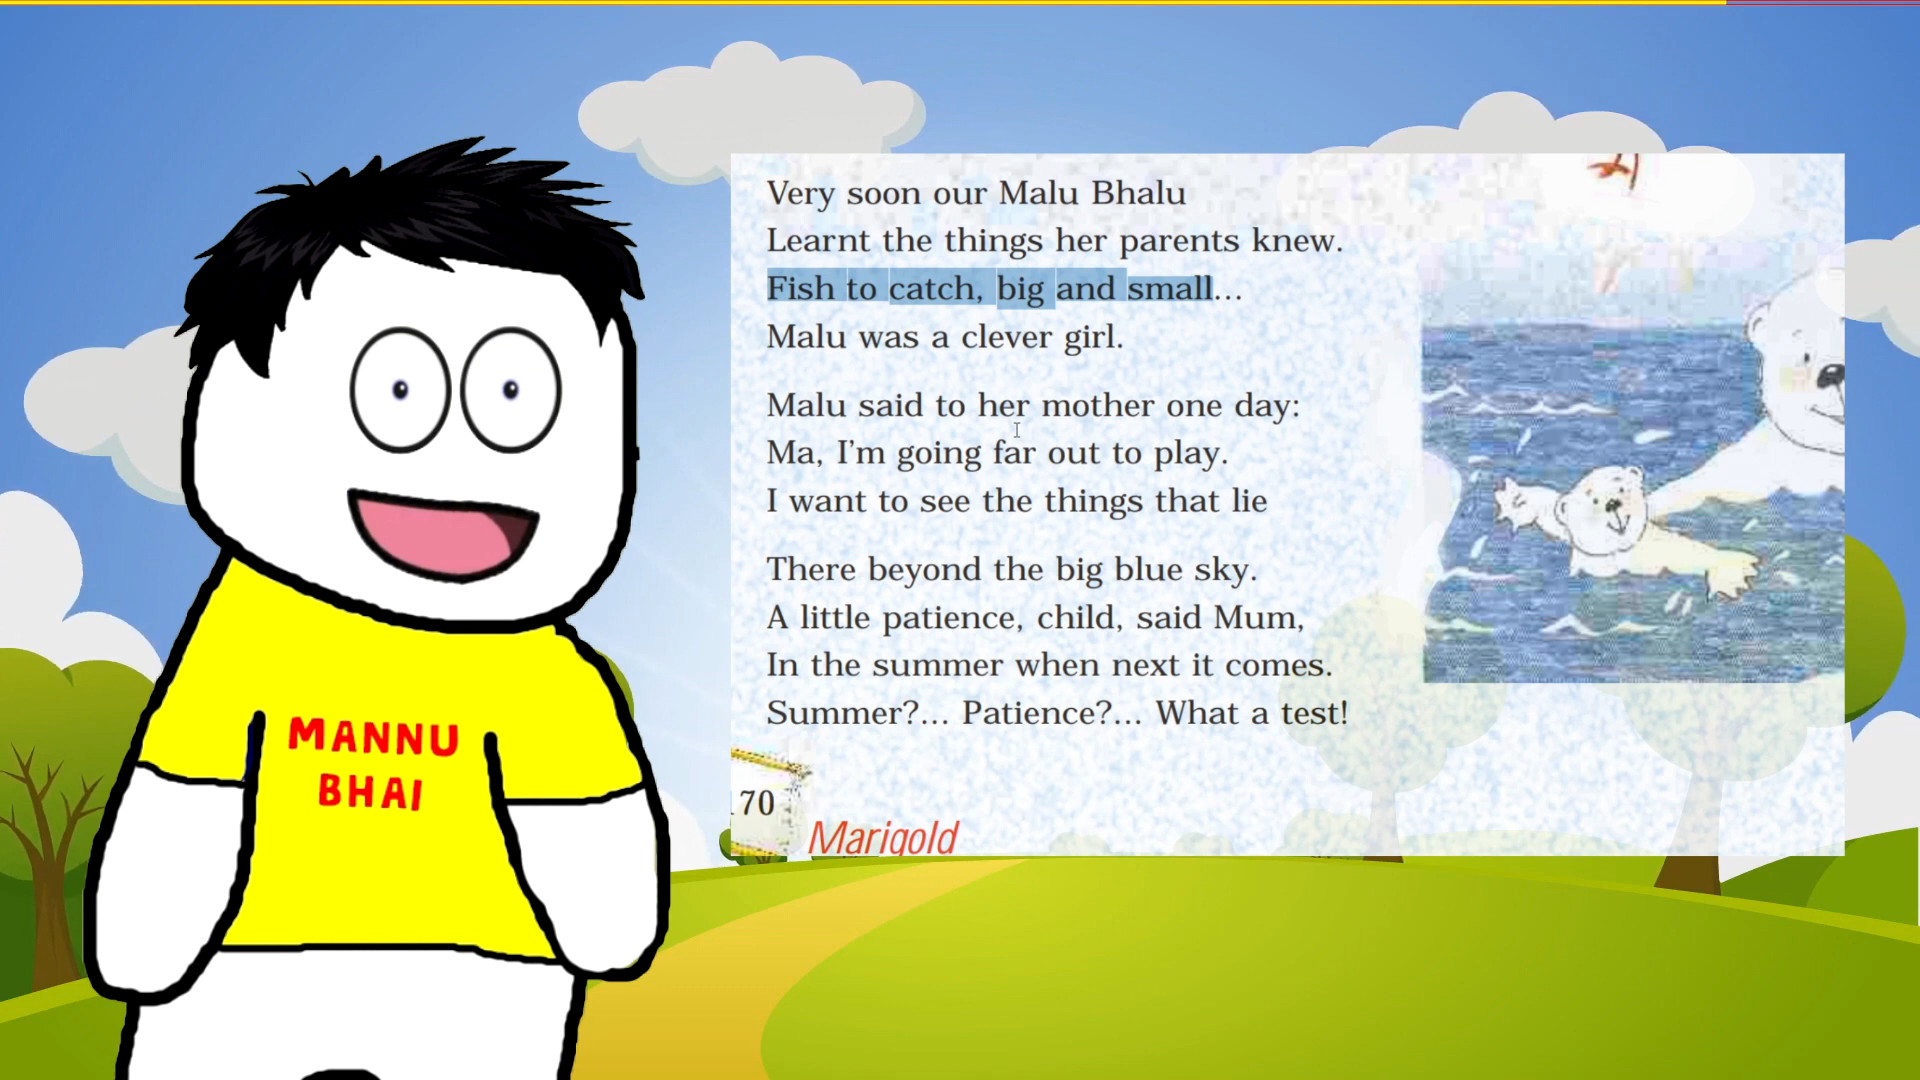 Very soon our Malu Bhalu
Learnt the things her parents knew.
Fish to catch, big and small...
Malu was a clever girl.
Malu said to her mother one day:
Ma, I’m going far out to play.
I want to see the things that lie
There beyond the big blue sky.
A little patience, child, said Mum,
In the summer when next it comes.
Summer?... Patience?... What a test!
170
Marigold
MANNU
BHAI